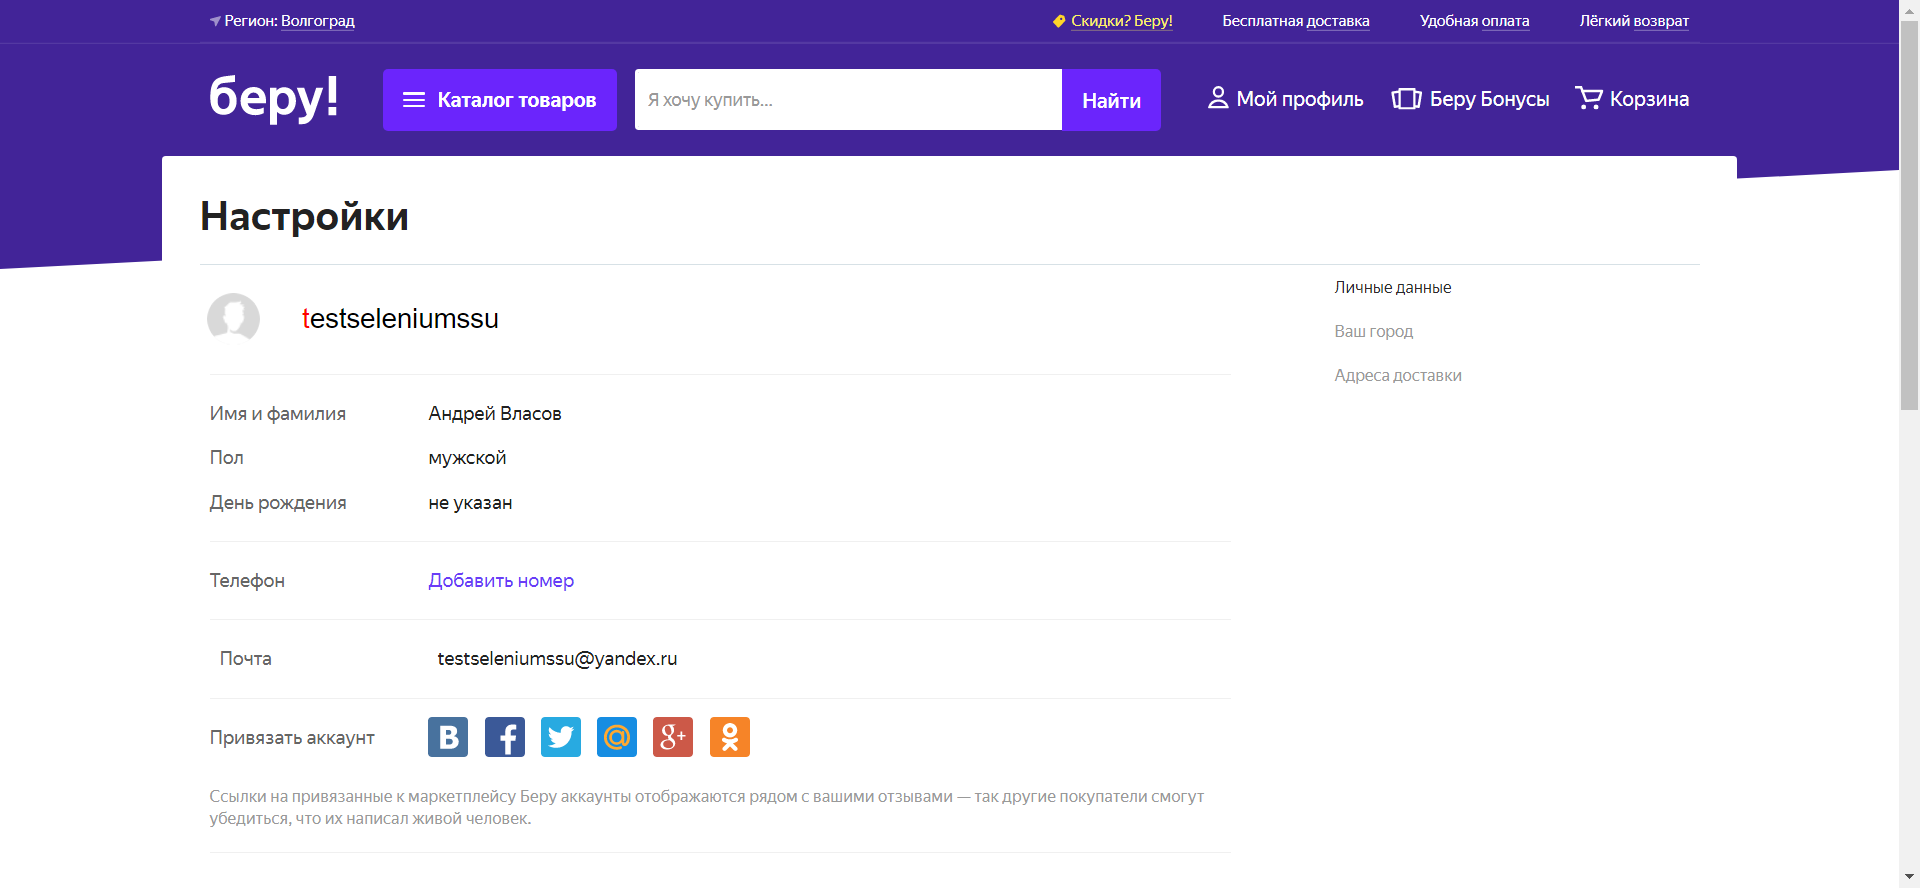 Регион: Волгоград
Скидки? Беру!
Бесплатная доставка
Удобная оплата
Лёгкий возврат
беру!
Каталог товаров
Я хочу купить...
Найти
Мой профиль
Беру Бонусы
Корзина
Настройки
testseleniumssu
Личные данные
Ваш город
Адреса доставки
Имя и фамилия Андрей Власов
Пол мужской
День рождения не указан
Телефон Добавить номер
Почта testseleniumssu@yandex.ru
Привязать аккаунт
Ссылки на привязанные к маркетплейсу Беру аккаунты отображаются рядом с вашими отзывами — так другие покупатели смогут
убедиться, что их написал живой человек.